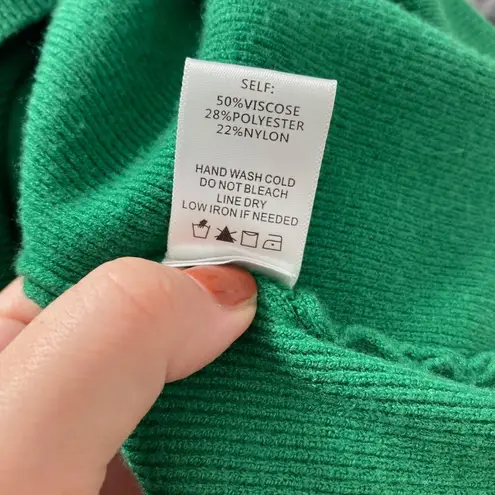 SELF:
50%VISCOSE
28%POLYESTER
22%NYLON
HAND WASH COLD
DO NOT BLEACH
LINE DRY
LOW IRON IF NEEDED